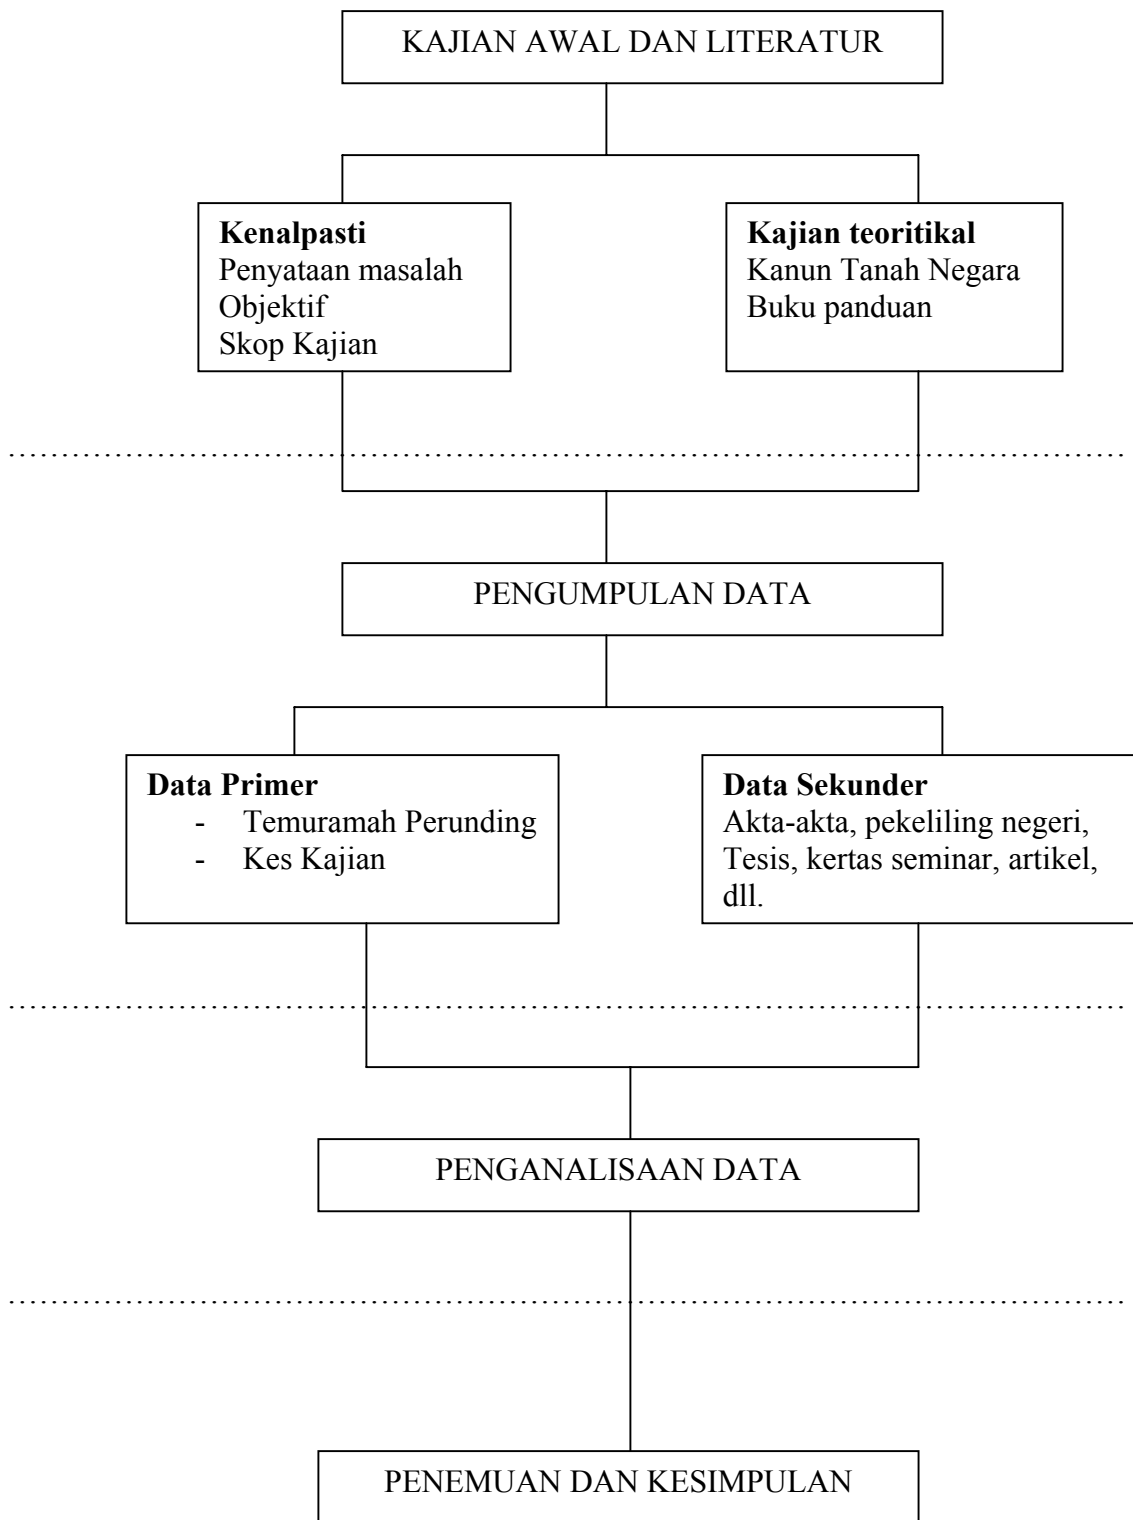 KAJIAN AWAL DAN LITERATUR
Kenalpasti
Penyataan masalah
Objektif
Skop Kajian
Kajian teoritikal
Kanun Tanah Negara
Buku panduan
PENGUMPULAN DATA
Data Primer
- Temuramah Perunding
- Kes Kajian
Data Sekunder
Akta-akta, pekeliling negeri,
Tesis, kertas seminar, artikel,
dll.
PENGANALISAAN DATA
PENEMUAN DAN KESIMPULAN